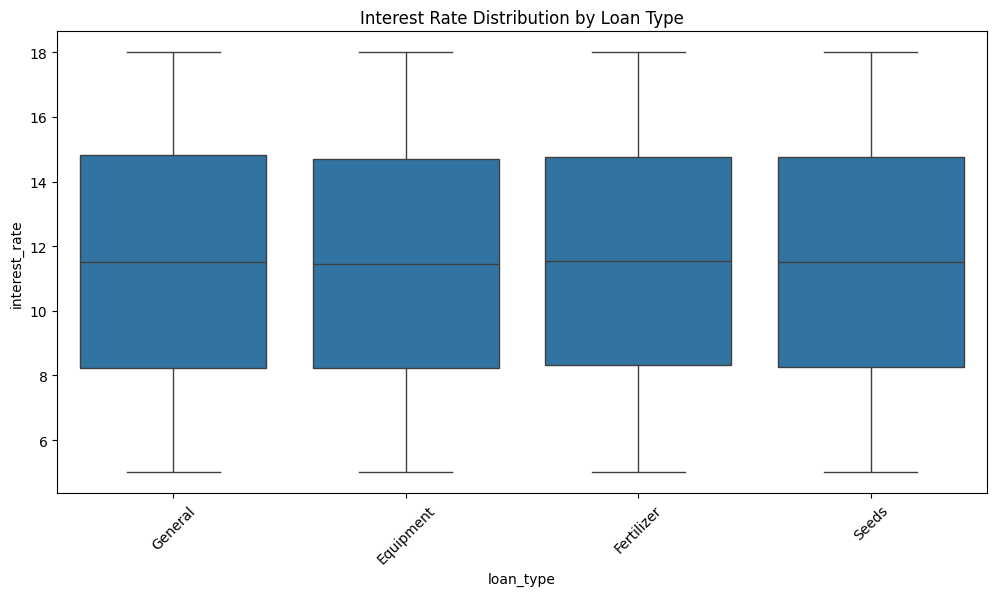 Interest Rate Distribution by Loan Type
interest_rate
18
16
14
12
10
8
6
General
Equipment
Fertilizer
Seeds
loan_type